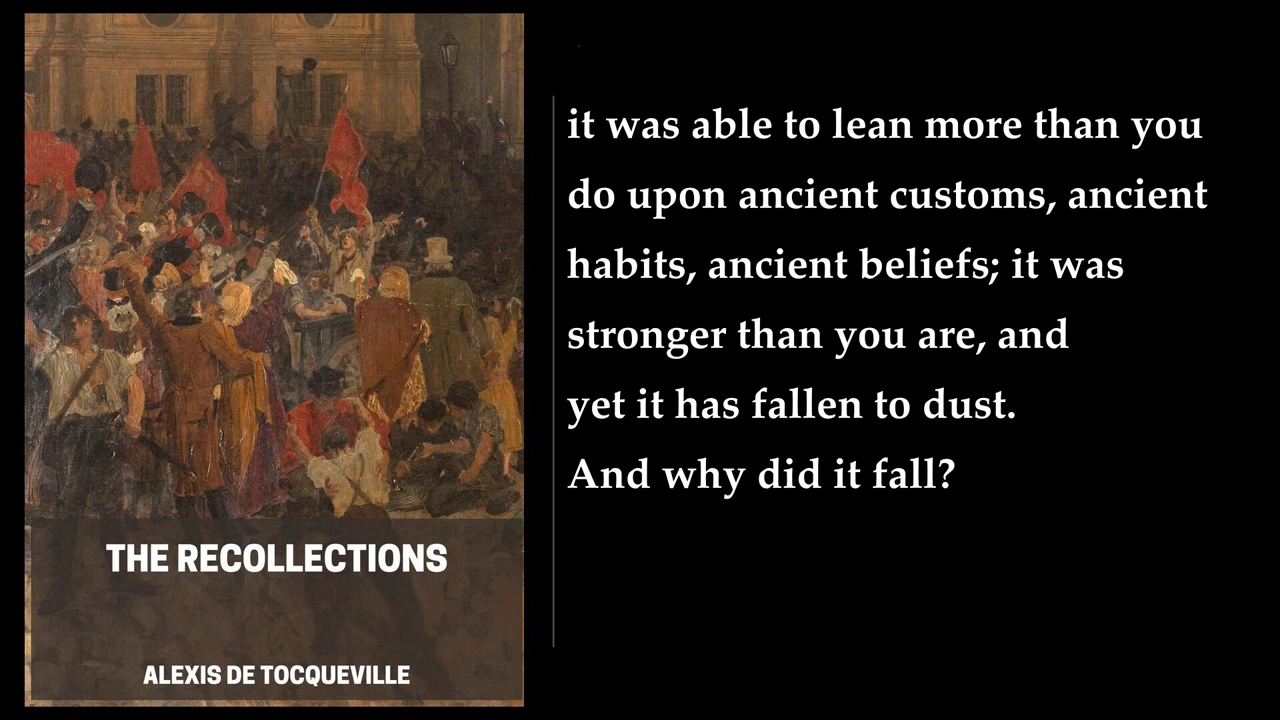 it was able to lean more than you
do upon ancient customs, ancient
habits, ancient beliefs; it was
stronger than you are, and
yet it has fallen to dust.
And why did it fall?
THE RECOLLECTIONS
ALEXIS DE TOCQUEVILLE